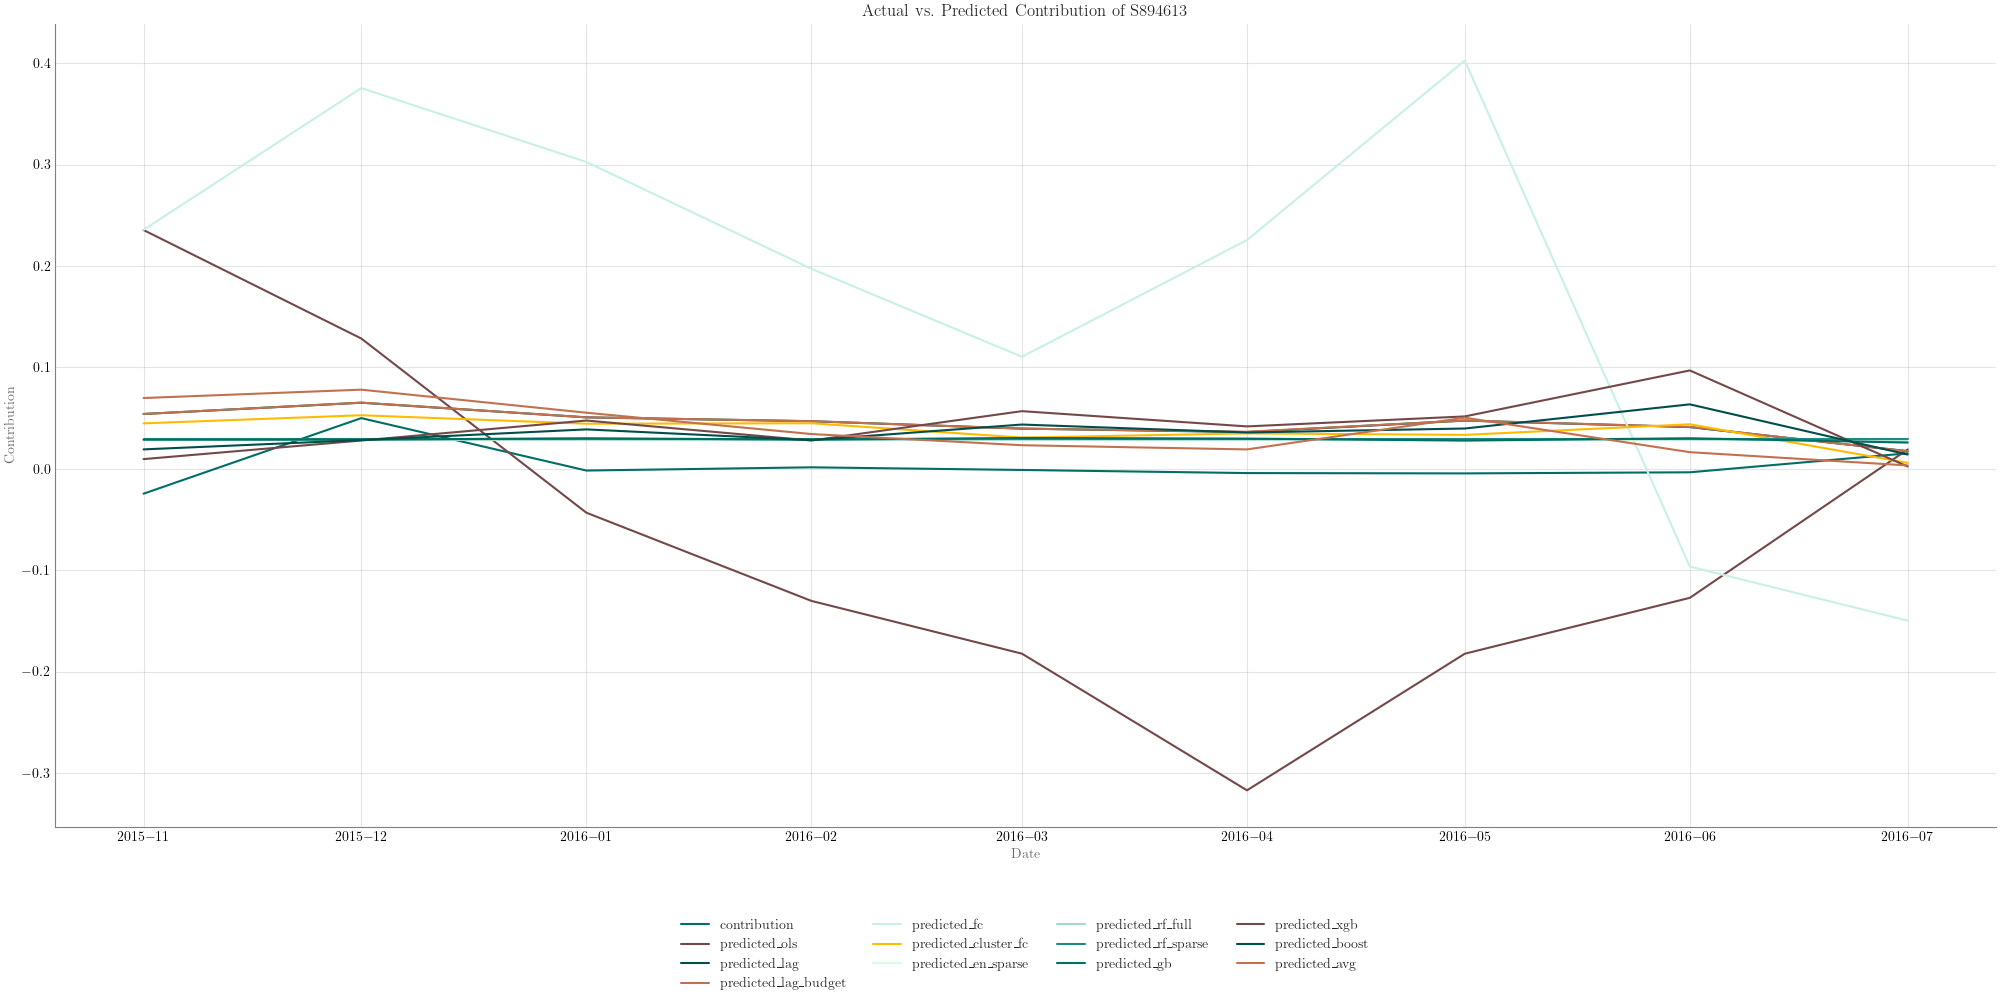 Actual vs. Predicted Contribution of S894613
Contribution
0.4
0.3
0.2
0.1
0.0
−0.1
−0.2
−0.3
2015−11 2015−12 2016−01 2016−02 2016−03 2016−04 2016−05 2016−06 2016−07
Date
contribution predicted_fc predicted_rf_full predicted_xgb
predicted_ols predicted_cluster_fc predicted_rf_sparse predicted_boost
predicted_lag predicted_en_sparse predicted_gb predicted_avg
predicted_lag_budget